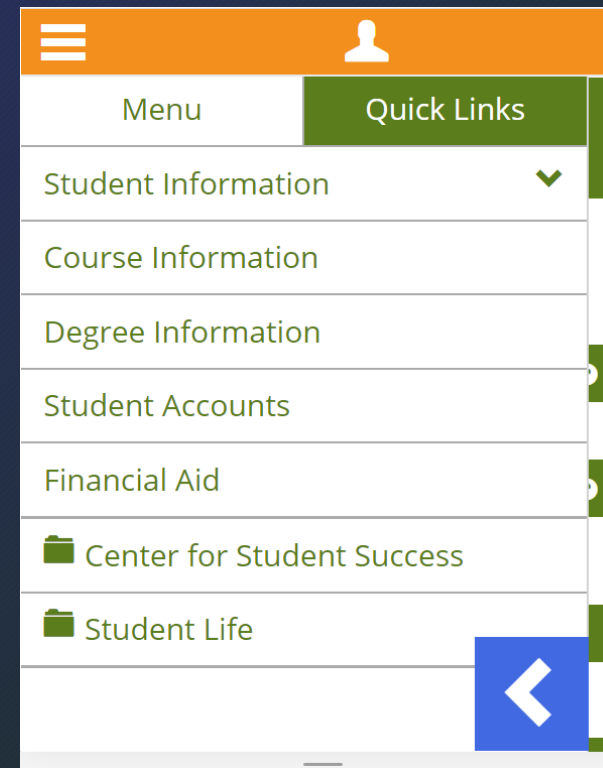 Menu
Quick Links
Student Information
Course Information
Degree Information
Student Accounts
Financial Aid
Center for Student Success
Student Life